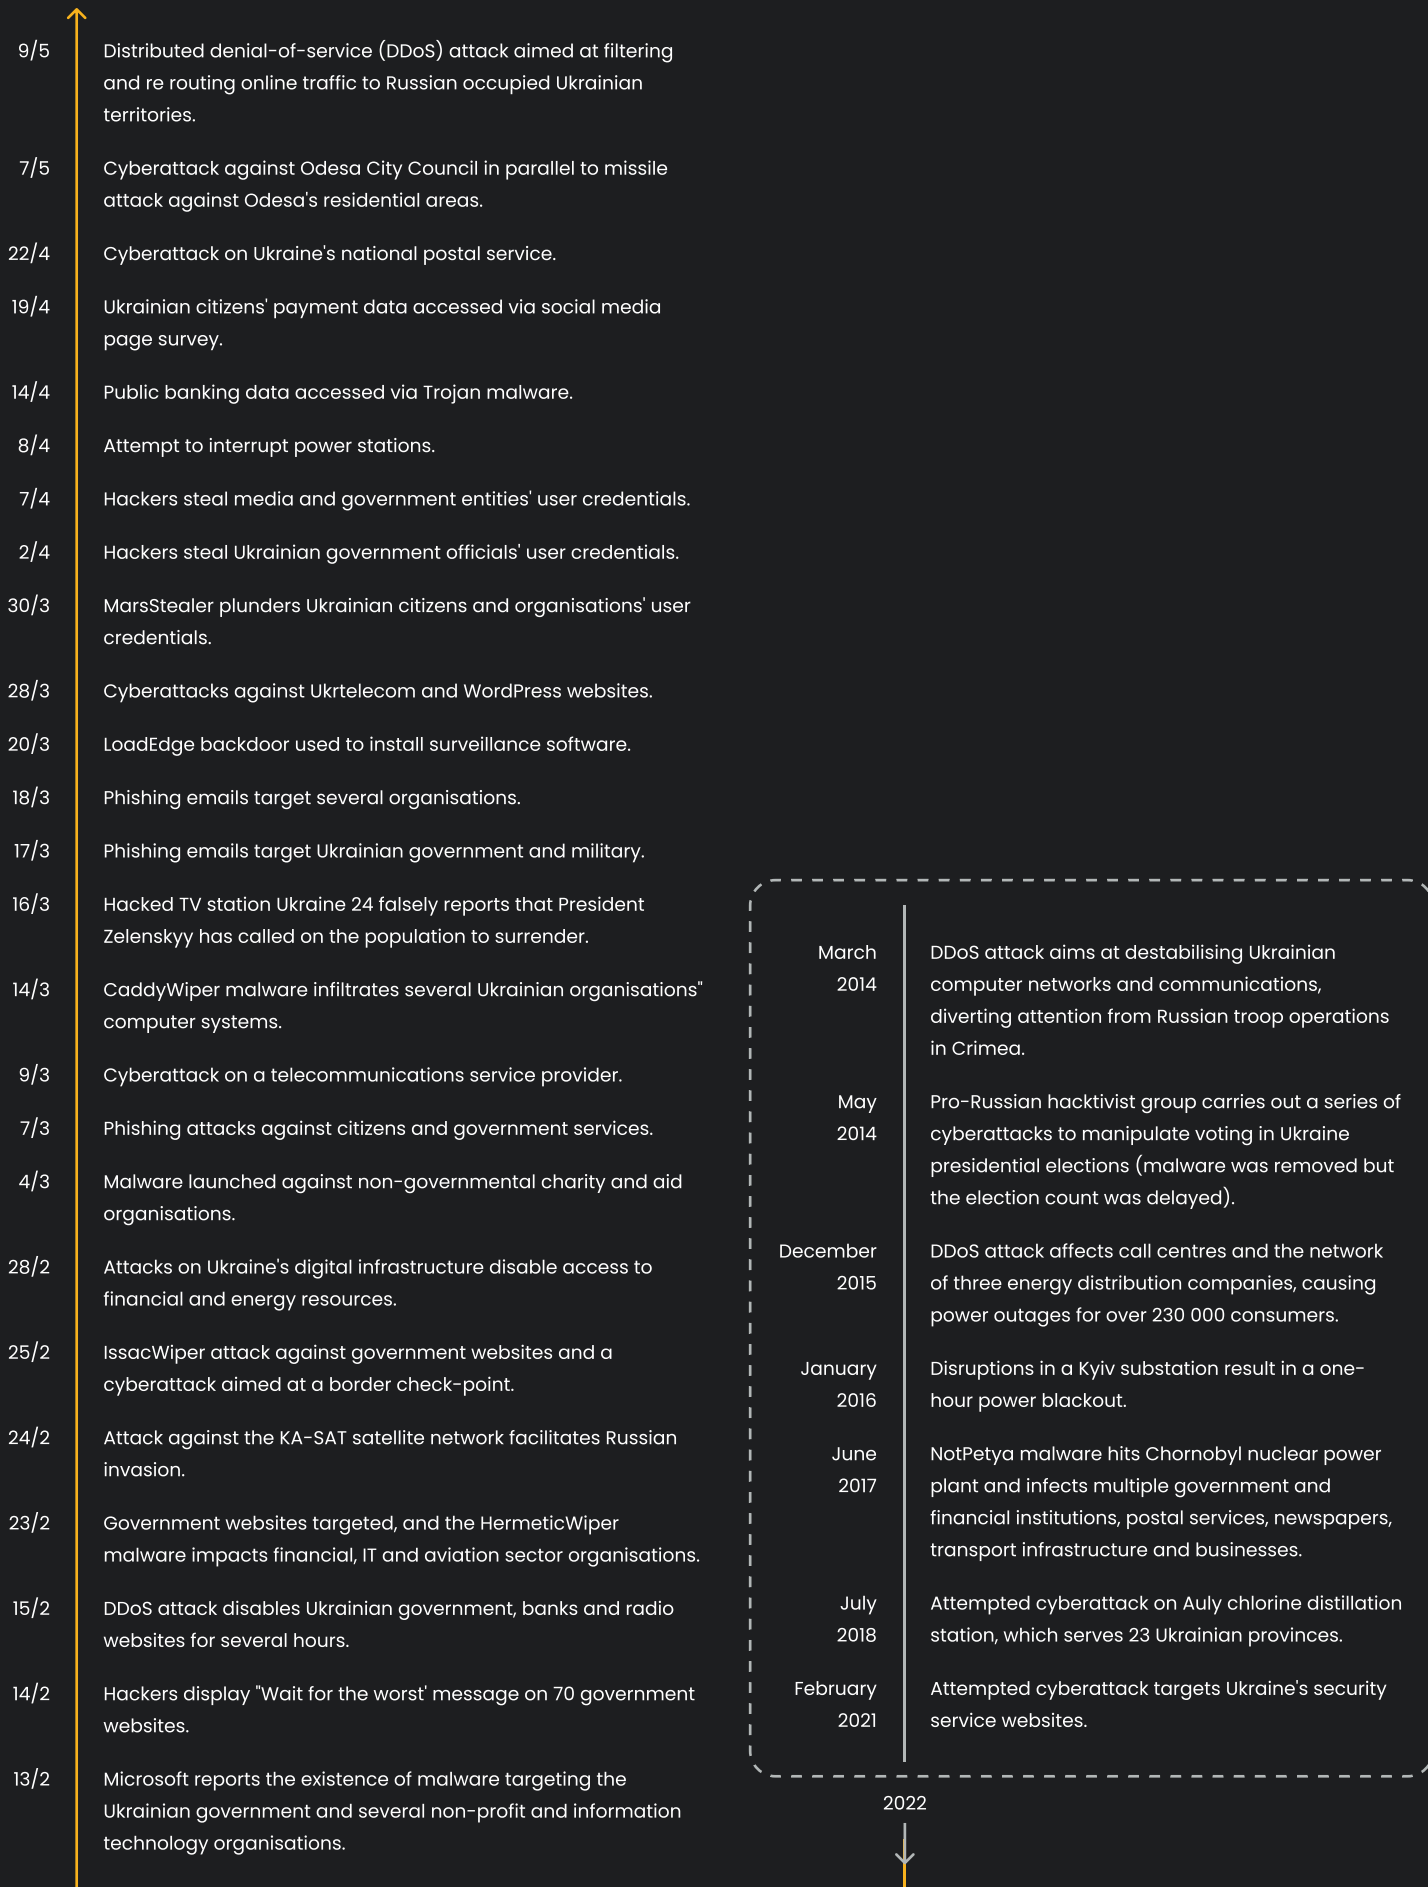 9/5
Distributed denial-of-service (DDoS) attack aimed at filtering
and re routing online traffic to Russian occupied Ukrainian
territories.
7/5
Cyberattack against Odesa City Council in parallel to missile
attack against Odesa's residential areas.
22/4
Cyberattack on Ukraine's national postal service.
19/4
Ukrainian citizens' payment data accessed via social media
page survey.
14/4
Public banking data accessed via Trojan malware.
8/4
Attempt to interrupt power stations.
7/4
Hackers steal media and government entities' user credentials.
2/4
Hackers steal Ukrainian government officials' user credentials.
30/3
MarsStealer plunders Ukrainian citizens and organisations' user
credentials.
28/3
Cyberattacks against Ukrtelecom and WordPress websites.
20/3
LoadEdge backdoor used to install surveillance software.
18/3
Phishing emails target several organisations.
17/3
Phishing emails target Ukrainian government and military.
16/3
Hacked TV station Ukraine 24 falsely reports that President
Zelenskyy has called on the population to surrender.
14/3
CaddyWiper malware infiltrates several Ukrainian organisations"
computer systems.
9/3
Cyberattack on a telecommunications service provider.
7/3
Phishing attacks against citizens and government services.
4/3
Malware launched against non-governmental charity and aid
organisations.
28/2
Attacks on Ukraine's digital infrastructure disable access to
financial and energy resources.
25/2
IssacWiper attack against government websites and a
cyberattack aimed at a border check-point.
24/2
Attack against the KA-SAT satellite network facilitates Russian
invasion.
23/2
Government websites targeted, and the HermeticWiper
malware impacts financial, IT and aviation sector organisations.
15/2
DDoS attack disables Ukrainian government, banks and radio
websites for several hours.
14/2
Hackers display "Wait for the worst' message on 70 government
websites.
13/2
Microsoft reports the existence of malware targeting the
Ukrainian government and several non-profit and information
technology organisations.
March
2014
DDoS attack aims at destabilising Ukrainian
computer networks and communications,
diverting attention from Russian troop operations
in Crimea.
May
2014
Pro-Russian hacktivist group carries out a series of
cyberattacks to manipulate voting in Ukraine
presidential elections (malware was removed but
the election count was delayed).
December
2015
DDoS attack affects call centres and the network
of three energy distribution companies, causing
power outages for over 230 000 consumers.
January
2016
Disruptions in a Kyiv substation result in a one-
hour power blackout.
June
2017
NotPetya malware hits Chornobyl nuclear power
plant and infects multiple government and
financial institutions, postal services, newspapers,
transport infrastructure and businesses.
July
2018
Attempted cyberattack on Auly chlorine distillation
station, which serves 23 Ukrainian provinces.
February
2021
Attempted cyberattack targets Ukraine's security
service websites.
2022